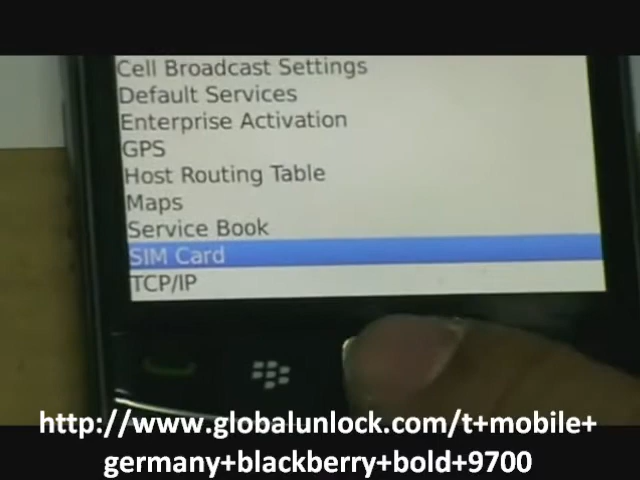 Cell Broadcast Settings
Default Services
Enterprise Activation
GPS
Host Routing Table
Maps
Service Book
SIM Card
TCP/IP
http://www.globalunlock.com/t+mobile+
germany+blackberry+bold+9700